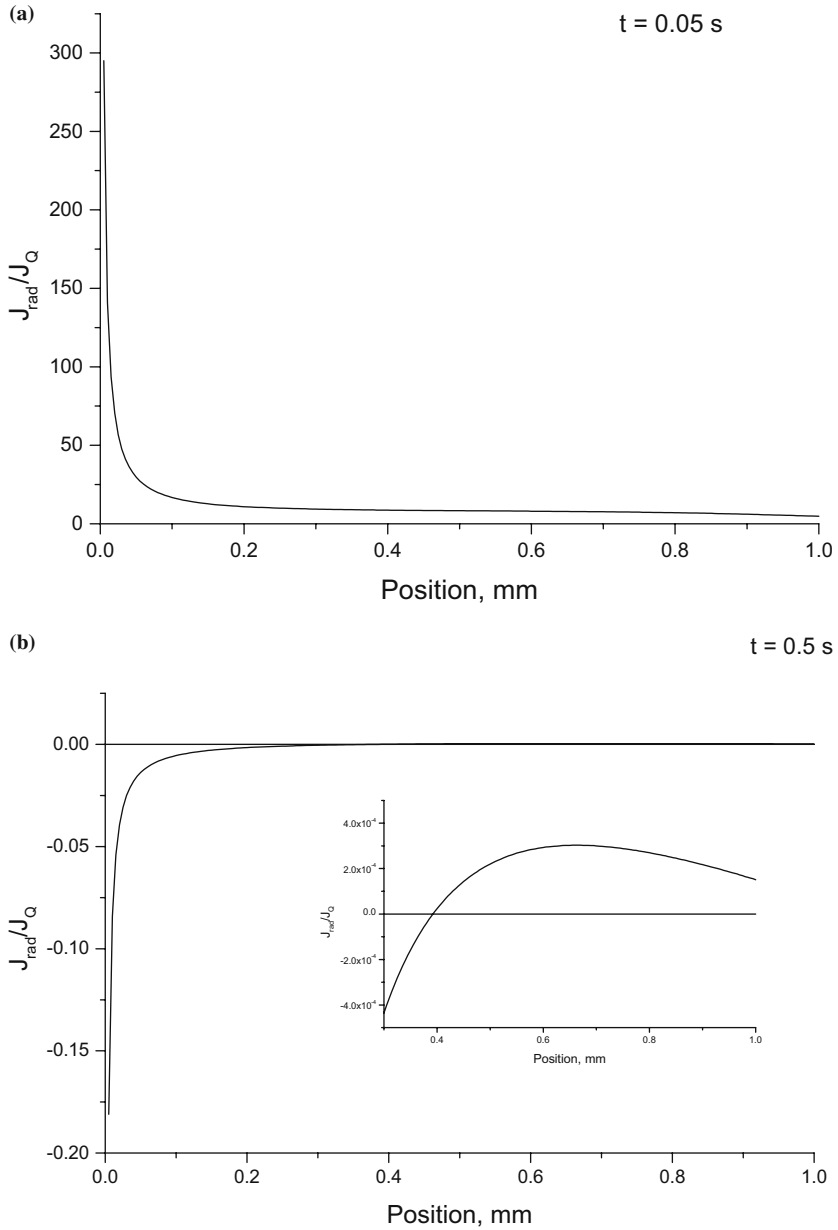 (a)
t = 0.05 s
300
250
200
150
100
50
0
J_rad/J_Q
0.0 0.2 0.4 0.6 0.8 1.0
Position, mm
(b)
t = 0.5 s
0.00
-0.05
-0.10
-0.15
-0.20
J_rad/J_Q
4.0x10⁻⁴
2.0x10⁻⁴
0.0
-2.0x10⁻⁴
-4.0x10⁻⁴
J_rad/J_Q
0.4 0.6 0.8 1.0
Position, mm
0.0 0.2 0.4 0.6 0.8 1.0
Position, mm